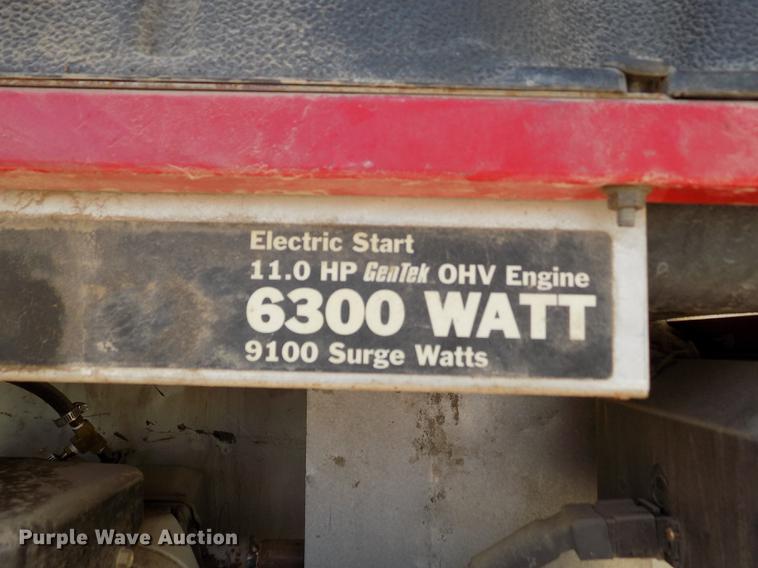 Electric Start
11.0 HP GenTek OHV Engine
6300 WATT
9100 Surge Watts
Purple Wave Auction